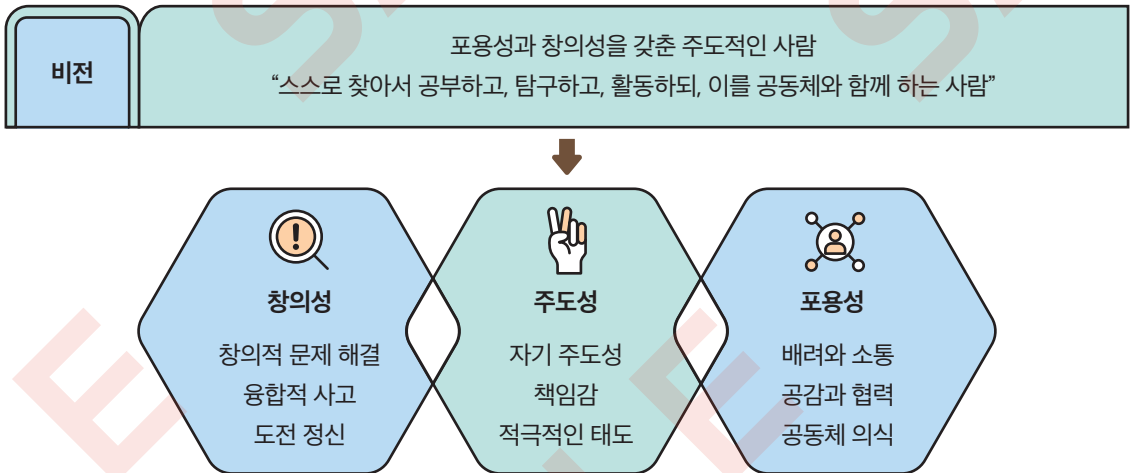 비전
포용성과 창의성을 갖춘 주도적인 사람
“스스로 찾아서 공부하고, 탐구하고, 활동하되, 이를 공동체와 함께 하는 사람”
창의성
창의적 문제 해결
융합적 사고
도전 정신
주도성
자기 주도성
책임감
적극적인 태도
포용성
배려와 소통
공감과 협력
공동체 의식